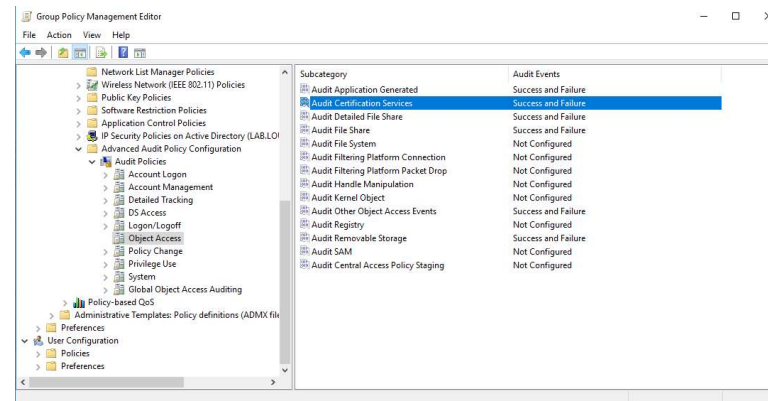 Group Policy Management Editor
File Action View Help
Network List Manager Policies
Wireless Network (IEEE 802.11) Policies
Public Key Policies
Software Restriction Policies
Application Control Policies
IP Security Policies on Active Directory (LAB.LO
Advanced Audit Policy Configuration
Audit Policies
Account Logon
Account Management
Detailed Tracking
DS Access
Logon/Logoff
Object Access
Policy Change
Privilege Use
System
Global Object Access Auditing
Policy-based QoS
Administrative Templates: Policy definitions (ADMX file
Preferences
User Configuration
Policies
Preferences
Subcategory Audit Events
Audit Application Generated Success and Failure
Audit Certification Services Success and Failure
Audit Detailed File Share Success and Failure
Audit File Share Success and Failure
Audit File System Not Configured
Audit Filtering Platform Connection Not Configured
Audit Filtering Platform Packet Drop Not Configured
Audit Handle Manipulation Not Configured
Audit Kernel Object Not Configured
Audit Other Object Access Events Success and Failure
Audit Registry Not Configured
Audit Removable Storage Success and Failure
Audit SAM Not Configured
Audit Central Access Policy Staging Not Configured